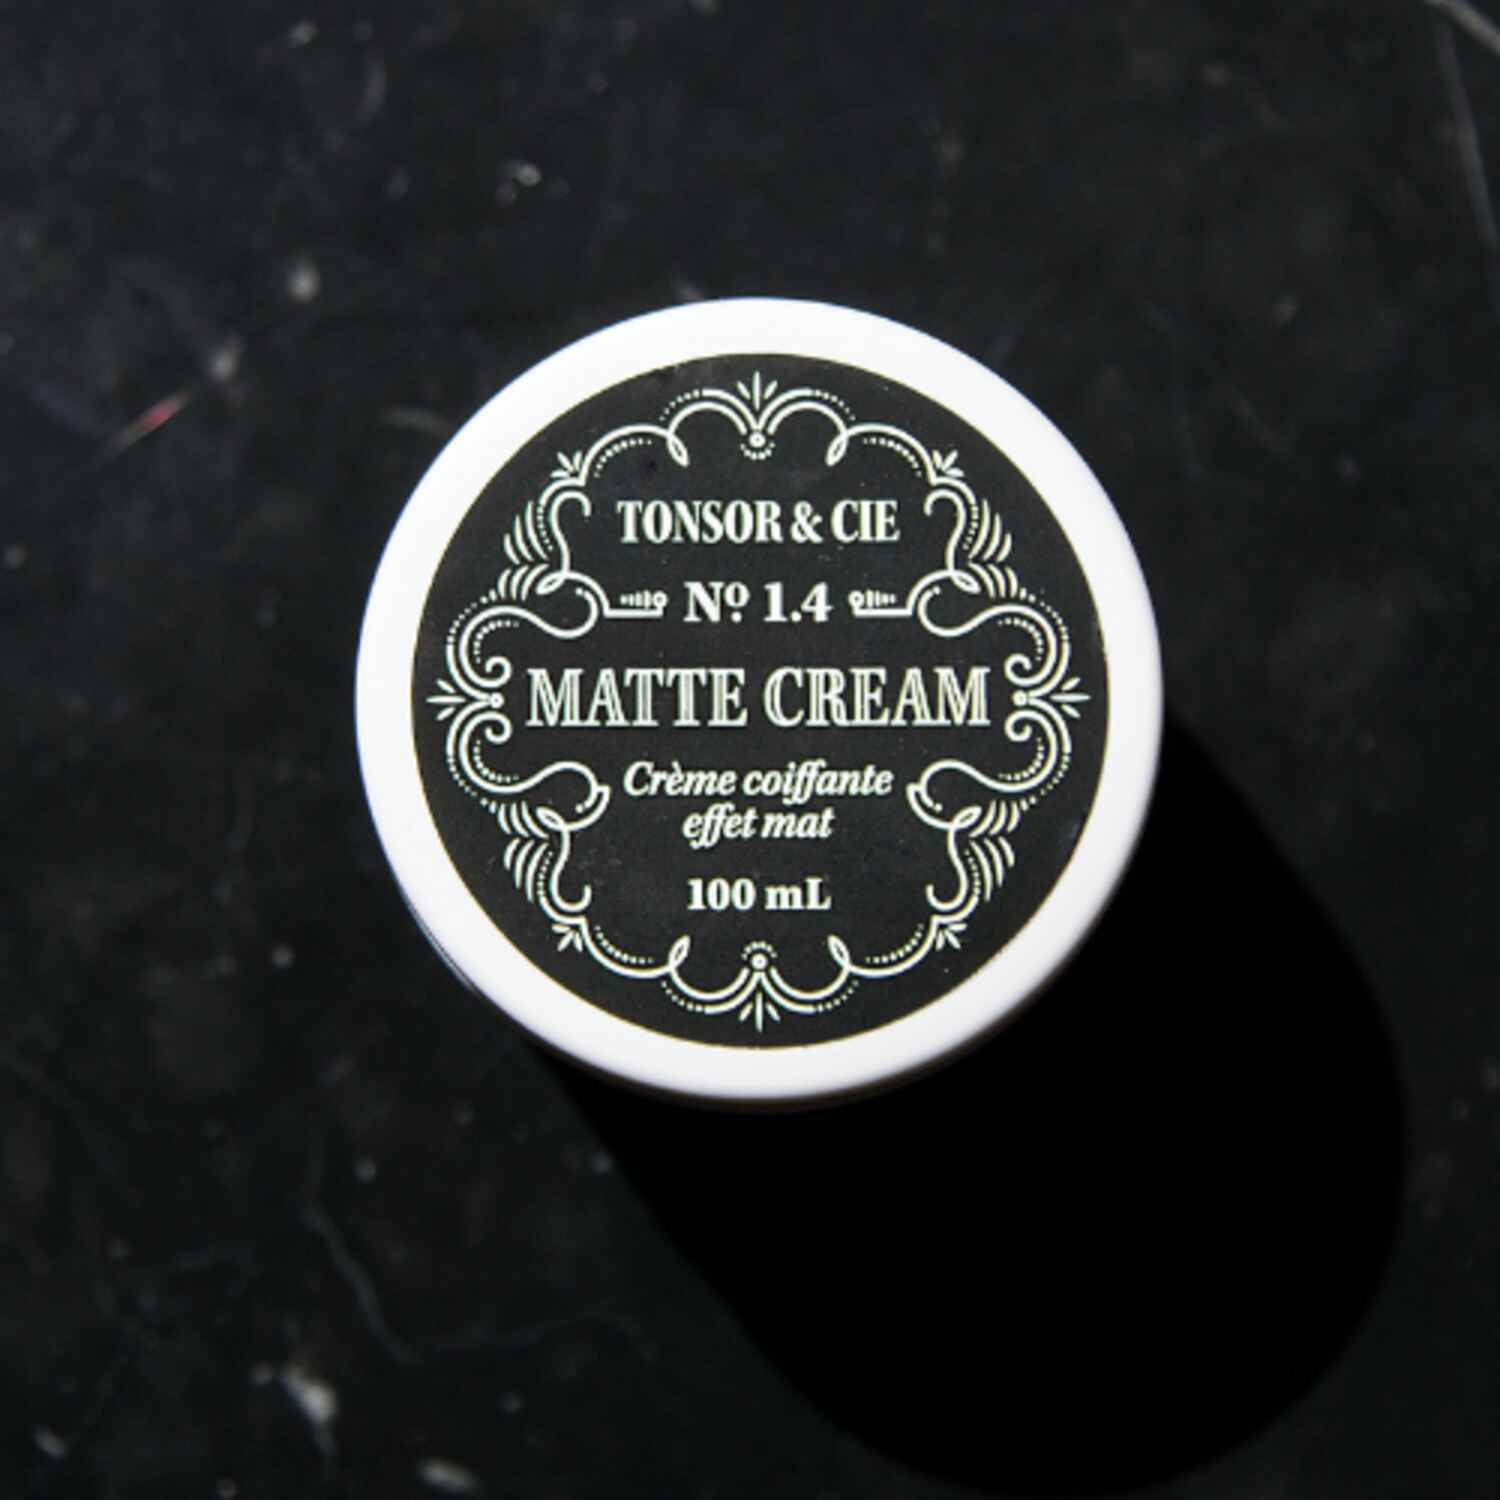 TONSOR & CIE
Nº 1.4
MATTE CREAM
Crème coiffante
effet mat
100 mL